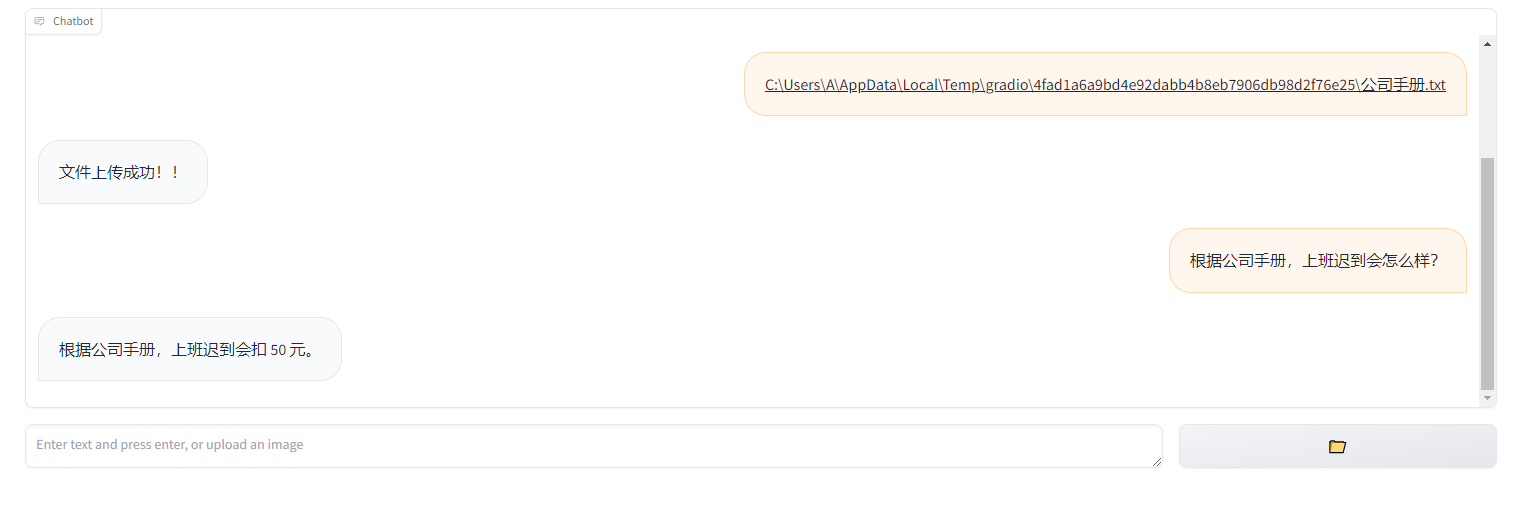 Chatbot
C:\Users\A\AppData\Local\Temp\gradio\4fad1a6a9bd4e92dabb4b8eb7906db98d2f76e25\公司手册.txt
文件上传成功！！
根据公司手册，上班迟到会怎么样？
根据公司手册，上班迟到会扣 50 元。
Enter text and press enter, or upload an image